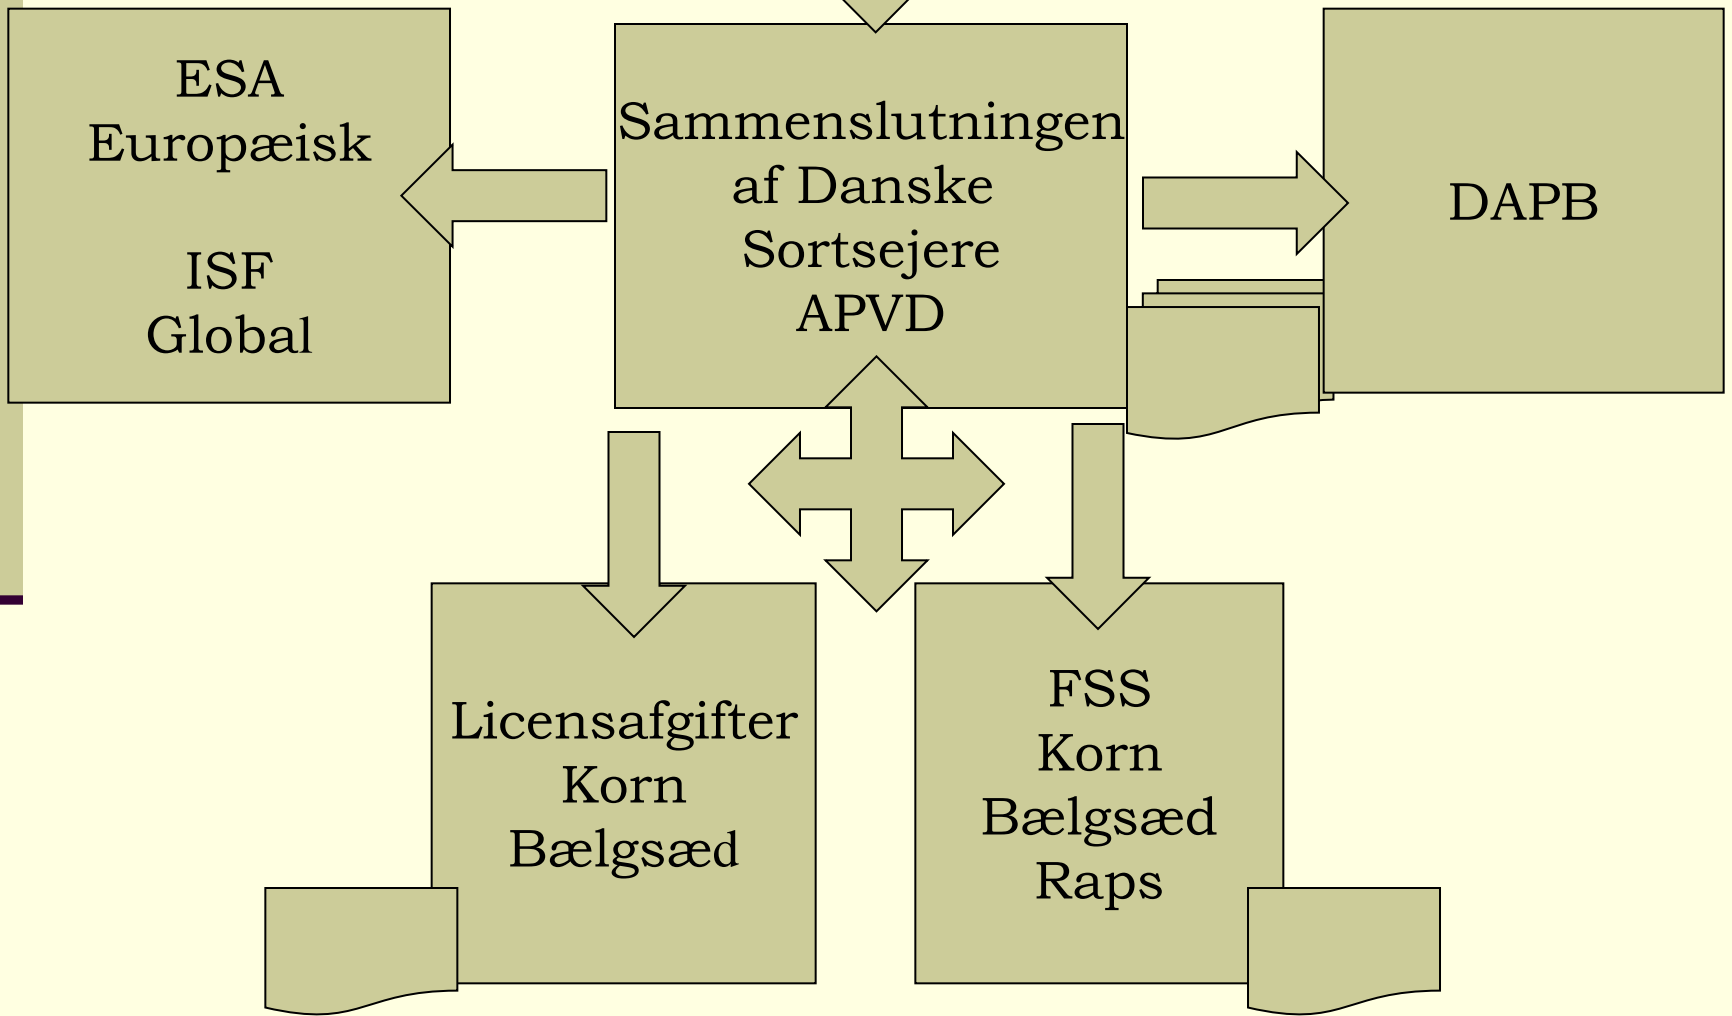 ESA
Europæisk
ISF
Global
Sammenslutningen
af Danske
Sortsejere
APVD
DAPB
Licensafgifter
Korn
Bælgsæd
FSS
Korn
Bælgsæd
Raps